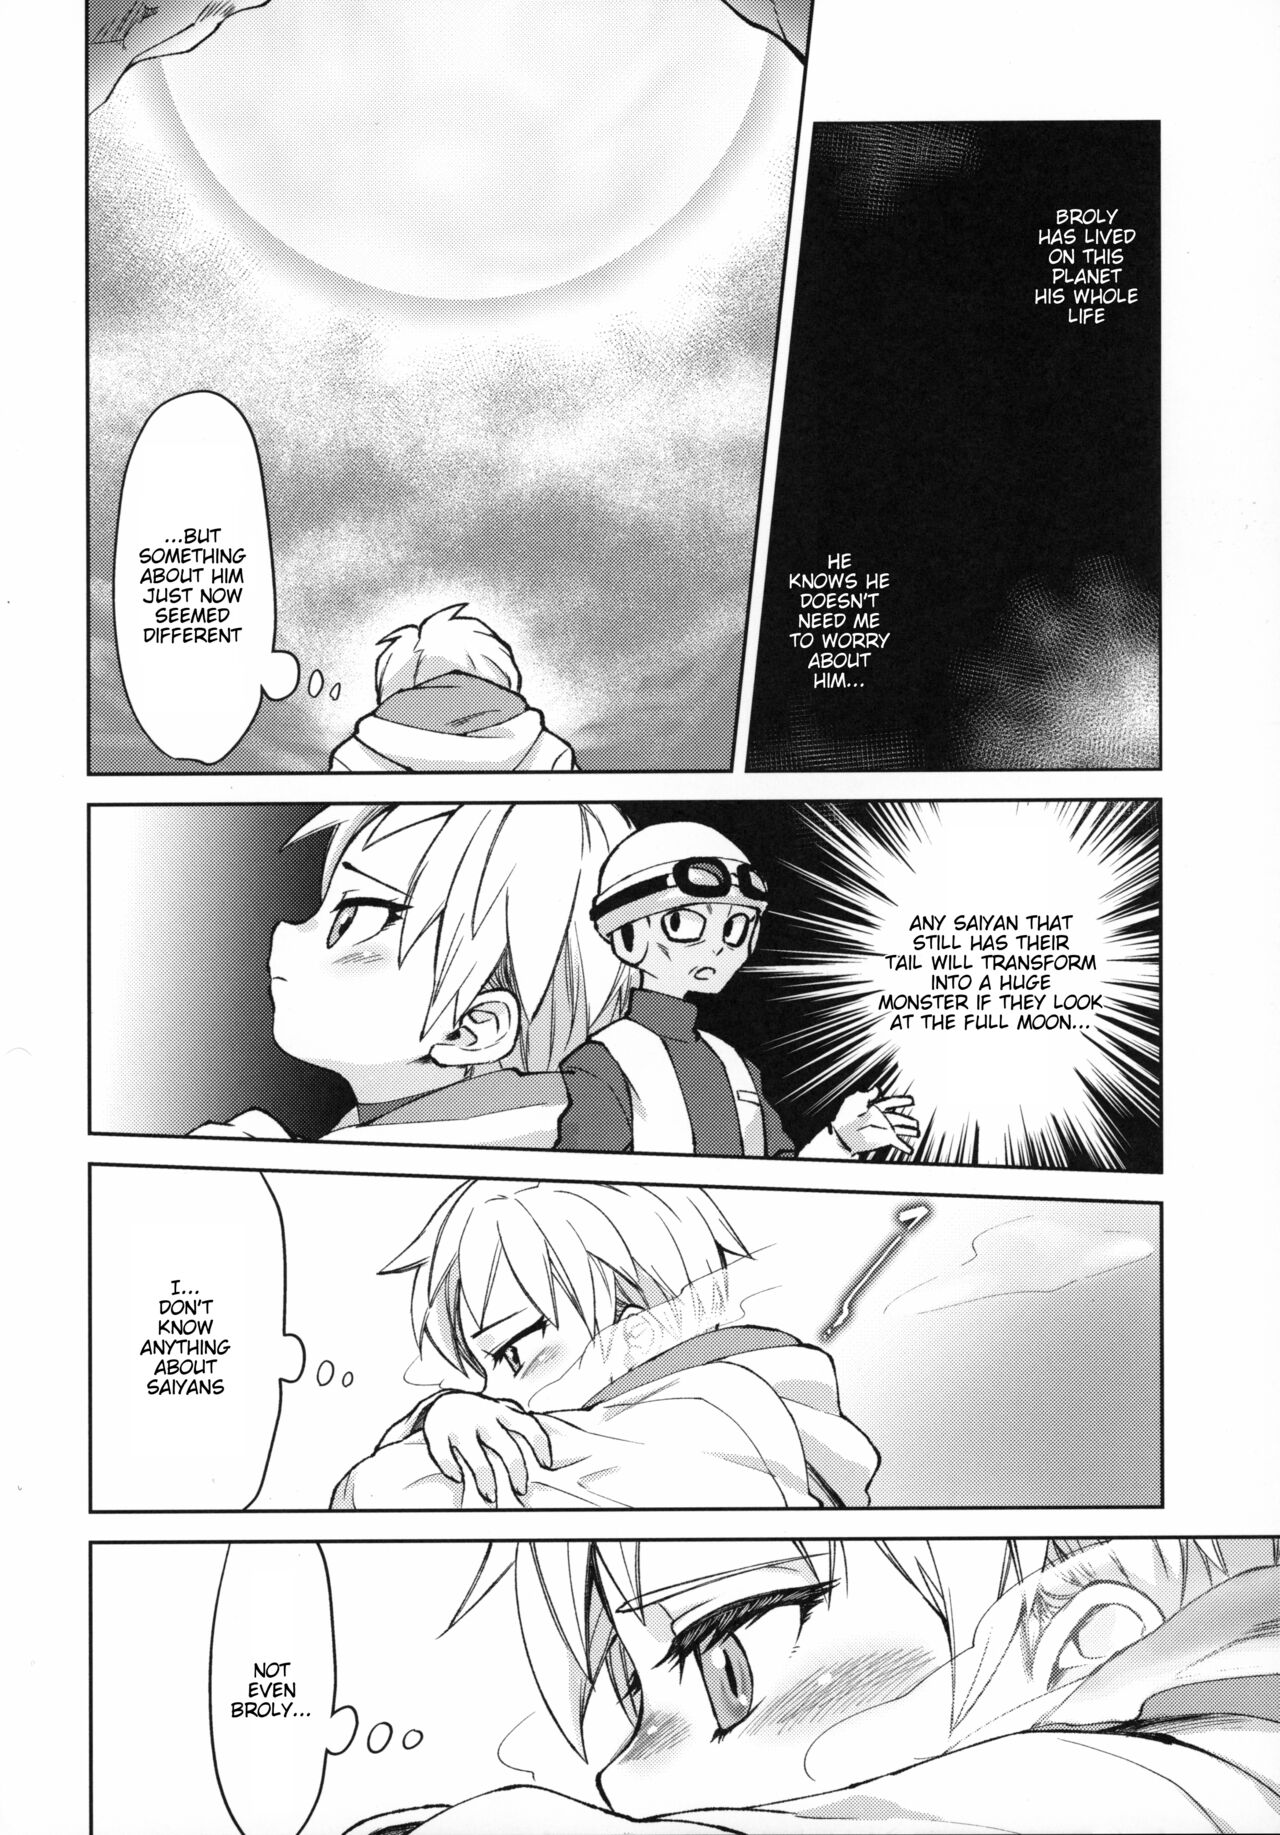 BROLY
HAS LIVED
ON THIS
PLANET
HIS WHOLE
LIFE
HE
KNOWS HE
DOESN'T
NEED ME
TO WORRY
ABOUT
HIM...
...BUT
SOMETHING
ABOUT HIM
JUST NOW
SEEMED
DIFFERENT
ANY SAIYAN THAT
STILL HAS THEIR
TAIL WILL TRANSFORM
INTO A HUGE
MONSTER IF THEY LOOK
AT THE FULL MOON...
I...
DON'T
KNOW
ANYTHING
ABOUT
SAIYANS
NOT
EVEN
BROLY...